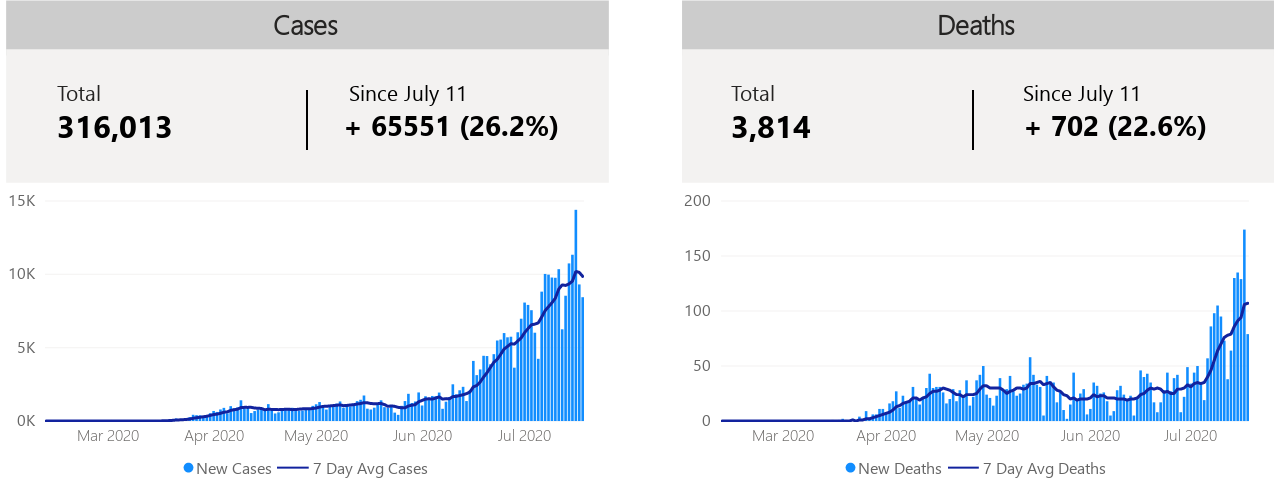 Cases
Total
316,013
Since July 11
+ 65551 (26.2%)
15K
10K
5K
0K
Mar 2020 Apr 2020 May 2020 Jun 2020 Jul 2020
New Cases 7 Day Avg Cases
Deaths
Total
3,814
Since July 11
+ 702 (22.6%)
200
150
100
50
0
Mar 2020 Apr 2020 May 2020 Jun 2020 Jul 2020
New Deaths 7 Day Avg Deaths